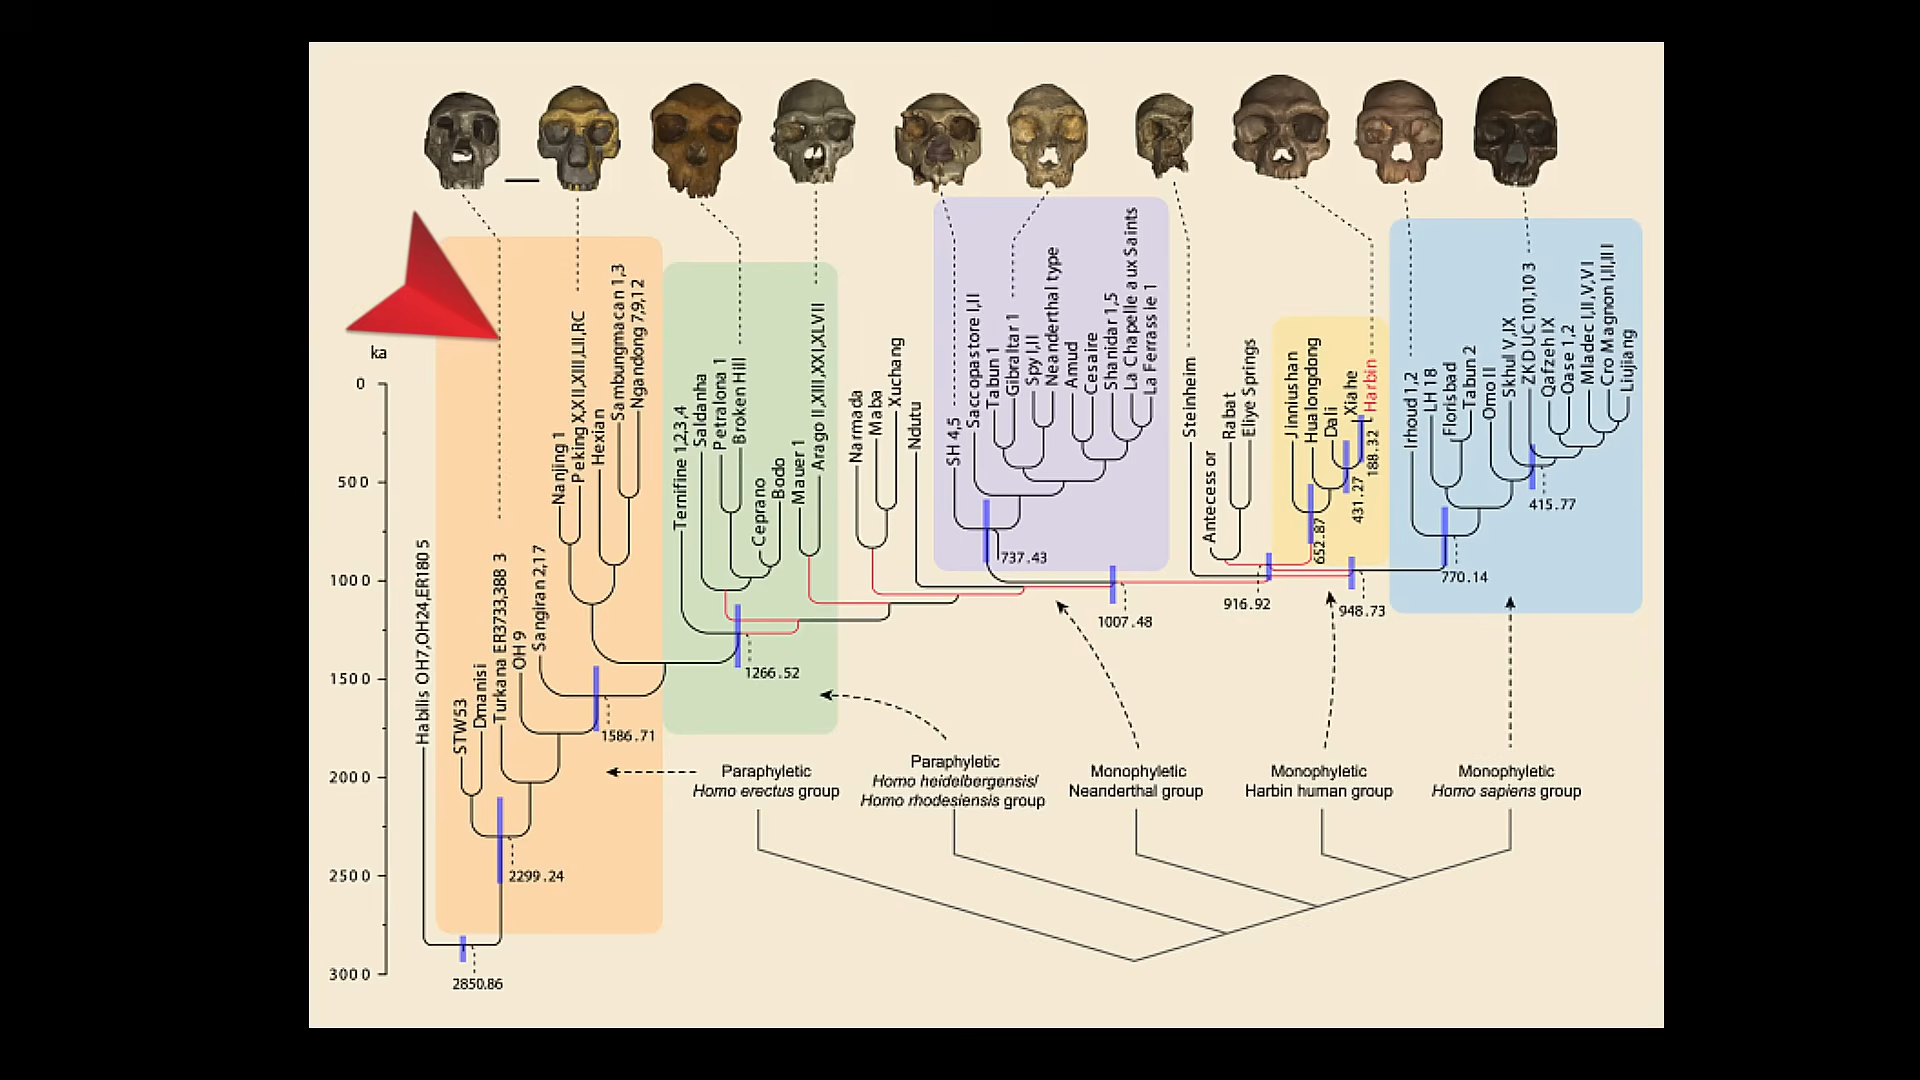 ka
0
500
1000
1500
2000
2500
3000
Habilis OH7,OH24,ER1805
STW53
Dmanisi
Turkana ER3733,3883
OH 9
Sangiran 2,17
Nanjing 1
Peking X,XII,XIII,LII,RC
Hexian
Sambungmacan 1,3
Ngandong 7,9,12
Ternifine 1,2,3,4
Saldanha
Petralona 1
Broken Hill
Ceprano
Bodo
Mauer 1
Arago II,XIII,XXI,XLVII
Narmada
Maba
Xuchang
Ndutu
SH 4,5
Saccopastore I,II
Tabun 1
Gibraltar 1
Spy I,II
Neanderthal type
Amud
Cesaire
Shanidar 1,5
La Chapelle aux Saints
La Ferrassie 1
Steinheim
Antecessor
Rabat
Eliye Springs
Jinniushan
Hualongdong
Dali
Xiahe
Harbin
Irhoud 1,2
LH 18
Florisbad
Tabun 2
Omo II
Skhul V,IX
ZKDUC101,103
Qafzeh IX
Oase 1,2
Mladec I,II,V,VI
Cro Magnon I,II,III
Liujiang
188.32
431.27
652.87
415.77
737.43
770.14
916.92
948.73
1007.48
1266.52
1586.71
2299.24
2850.86
Paraphyletic
Homo erectus group
Paraphyletic
Homo heidelbergensis/
Homo rhodesiensis group
Monophyletic
Neanderthal group
Monophyletic
Harbin human group
Monophyletic
Homo sapiens group